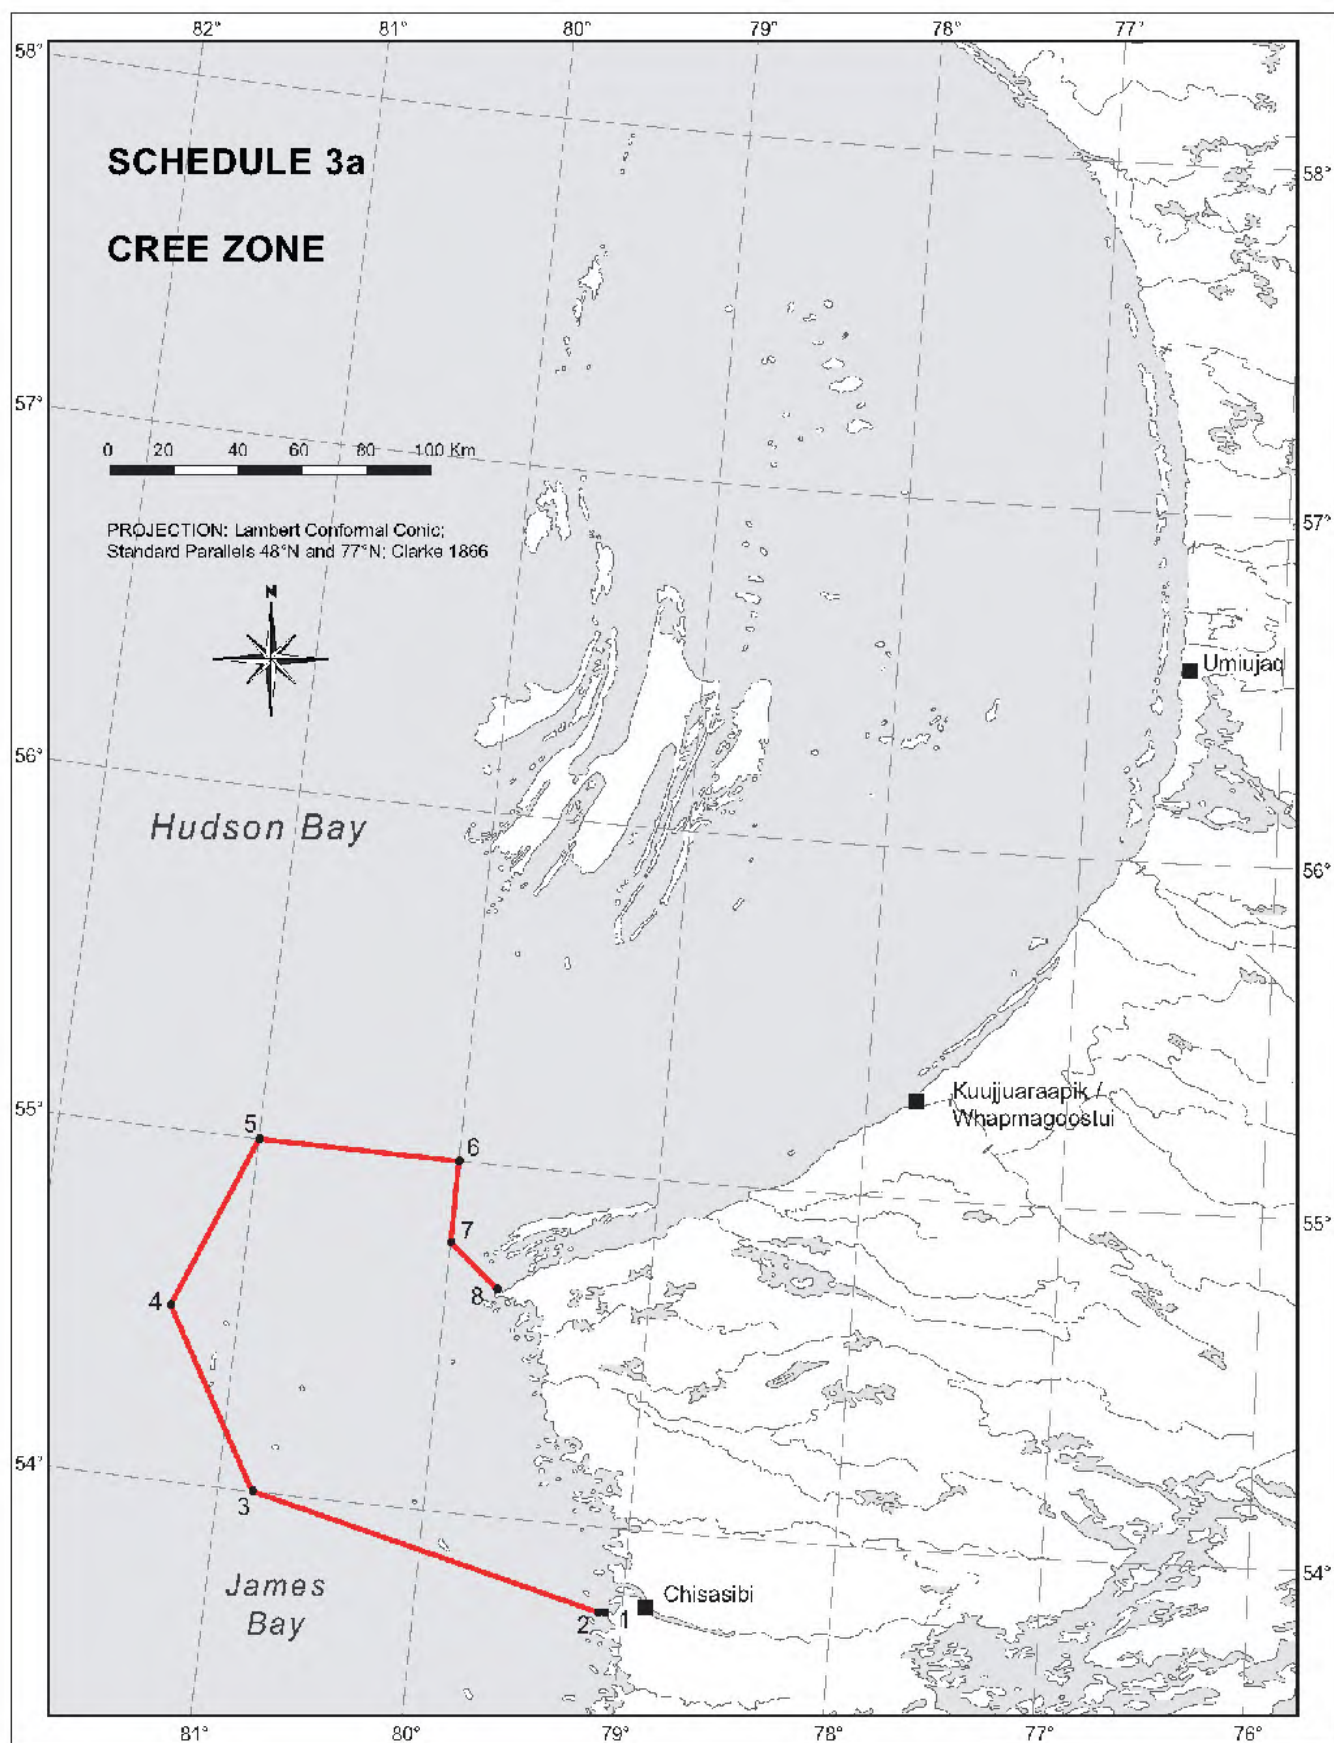 82° 81° 80° 79° 78° 77°
58°
SCHEDULE 3a
58°
CREE ZONE
57°
0 20 40 60 80 100 Km
57°
PROJECTION: Lambert Conformal Conic;
Standard Parallels 48°N and 77°N; Clarke 1866
N
Umiujaq
56°
Hudson Bay
56°
Kuujjuaraapik /
Whapmagoostui
55°
5
6
55°
7
8
4
54°
3
54°
James
Bay
Chisasibi
2 1
81° 80° 79° 78° 77° 76°